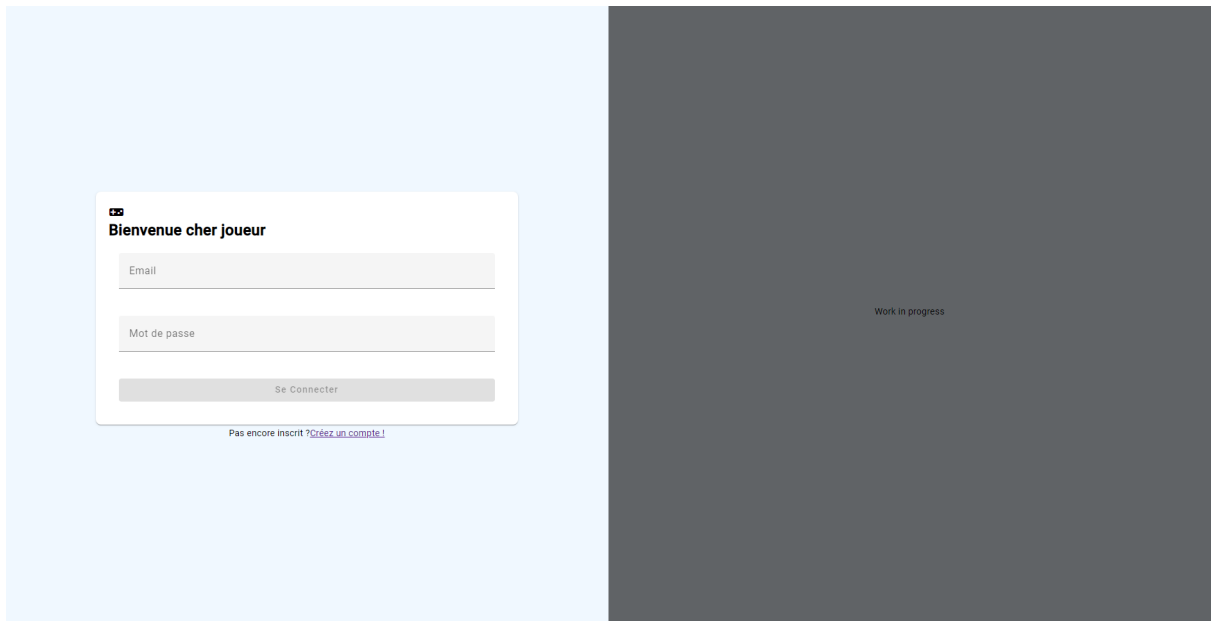 Bienvenue cher joueur
Email
Mot de passe
Se Connecter
Pas encore inscrit ?Créez un compte !
Work in progress